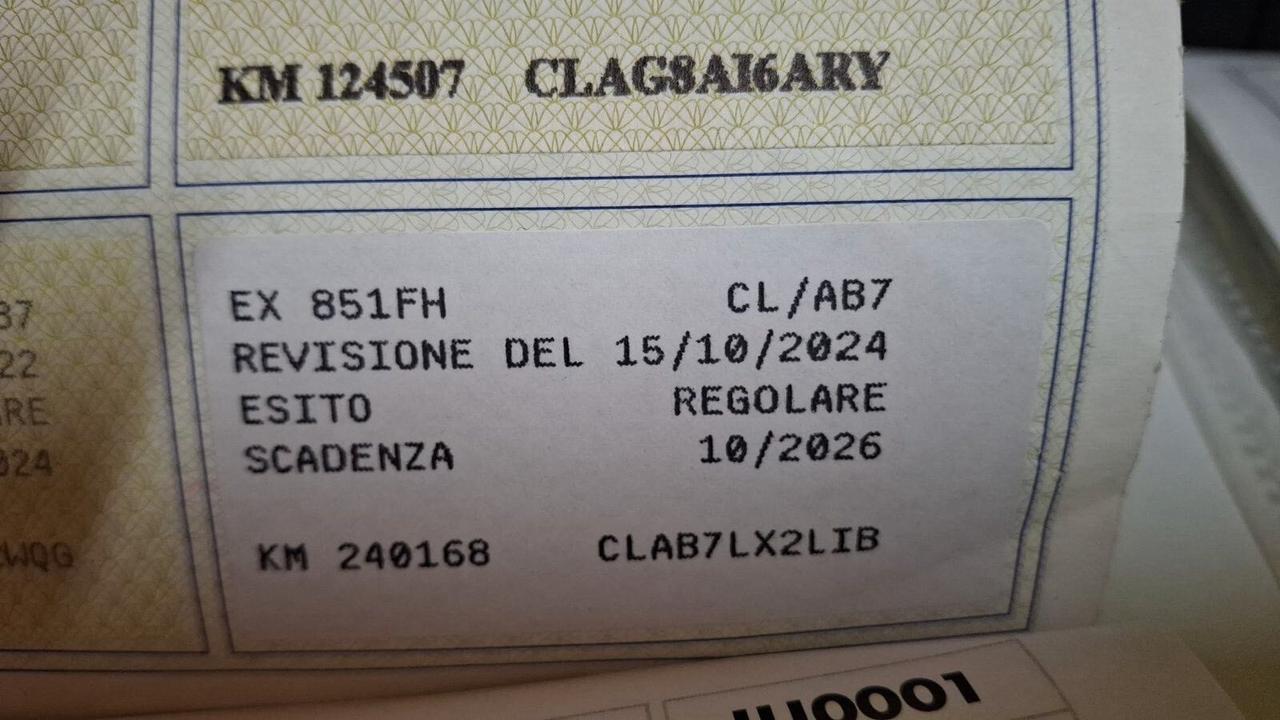 KM 124507 CLAG8AI6ARY
EX 851FH CL/AB7
REVISIONE DEL 15/10/2024
ESITO REGOLARE
SCADENZA 10/2026
KM 240168 CLAB7LX2LIB